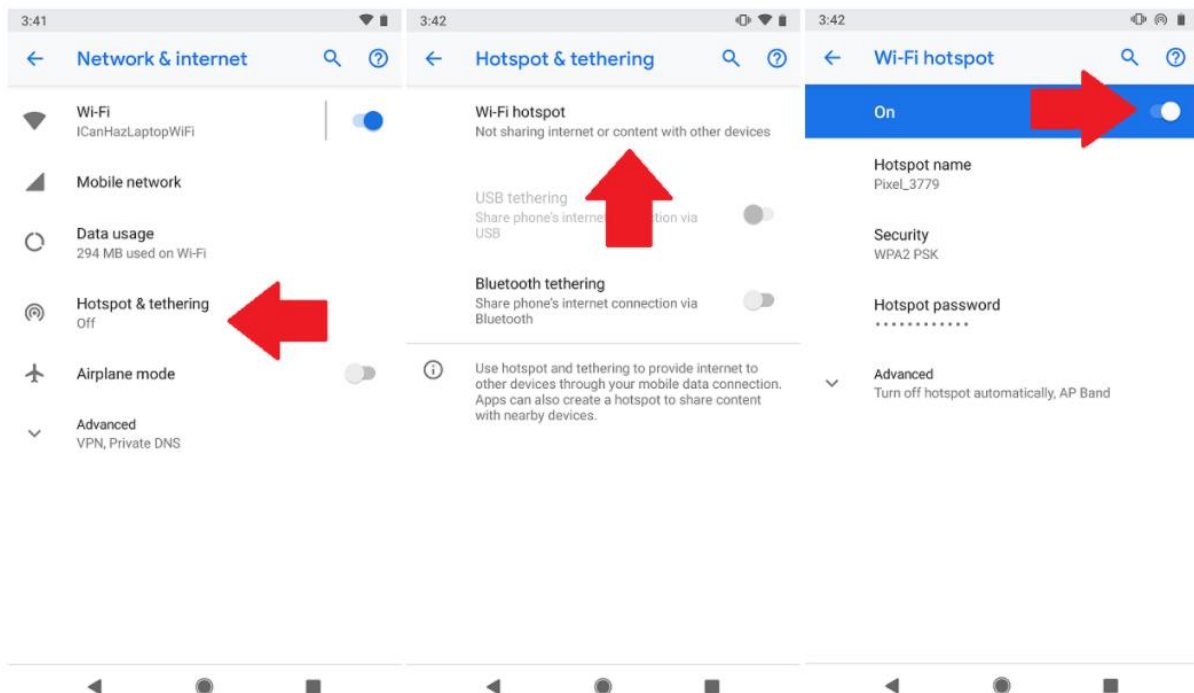 3:41
Network & internet
Wi-Fi
ICanHazLaptopWiFi
Mobile network
Data usage
294 MB used on Wi-Fi
Hotspot & tethering
Off
Airplane mode
Advanced
VPN, Private DNS
3:42
Hotspot & tethering
Wi-Fi hotspot
Not sharing internet or content with other devices
USB tethering
Share phone's internet tion via
USB
Bluetooth tethering
Share phone's internet connection via
Bluetooth
Use hotspot and tethering to provide internet to
other devices through your mobile data connection.
Apps can also create a hotspot to share content
with nearby devices.
3:42
Wi-Fi hotspot
On
Hotspot name
Pixel_3779
Security
WPA2 PSK
Hotspot password
••••••••••••
Advanced
Turn off hotspot automatically, AP Band